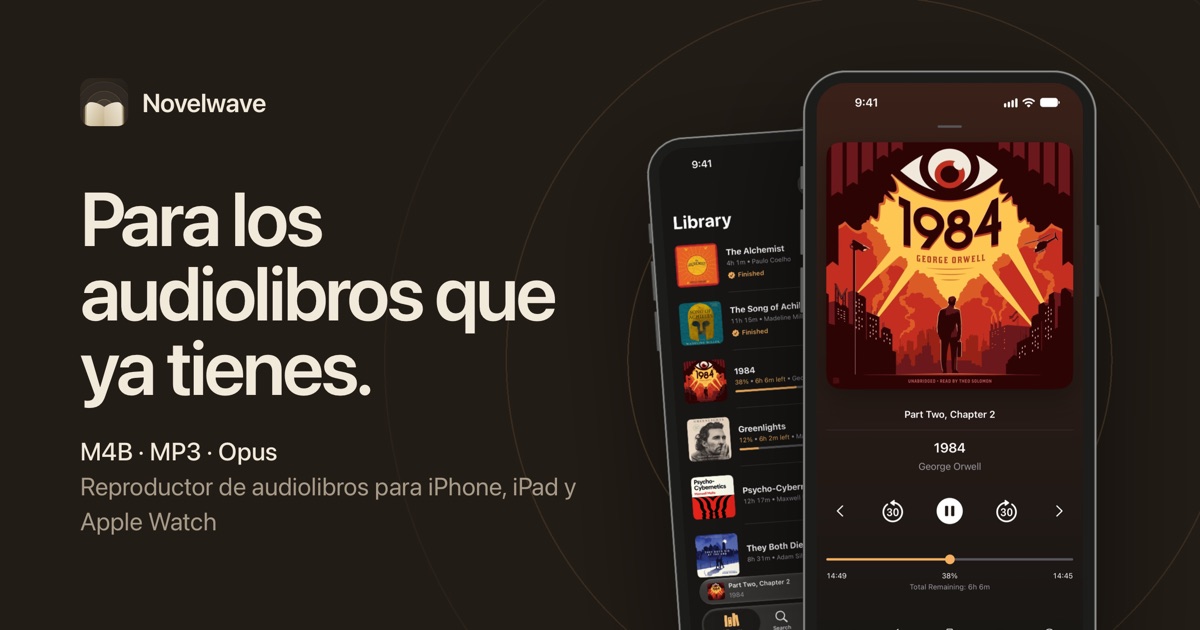 Novelwave
Para los
audiolibros que
ya tienes.
M4B · MP3 · Opus
Reproductor de audiolibros para iPhone, iPad y
Apple Watch
9:41
Library
The Alchemist
4h 1m • Paulo Coelho
Finished
The Song of Achil
11h 15m • Madeline Mil
Finished
1984
38% • 6h 6m left • Geo
Greenlights
12% • 6h 2m left • M
Psycho-Cybern
12h 17m • Maxwell
They Both Die
8h 31m • Adam Sil
Part Two, Chapter 2
1984
Search
Psycho-
Cybernetics
9:41
1984
GEORGE ORWELL
UNABRIDGED • READ BY THEO SOLOMON
Part Two, Chapter 2
1984
George Orwell
30
30
14:49
38%
14:45
Total Remaining: 6h 6m